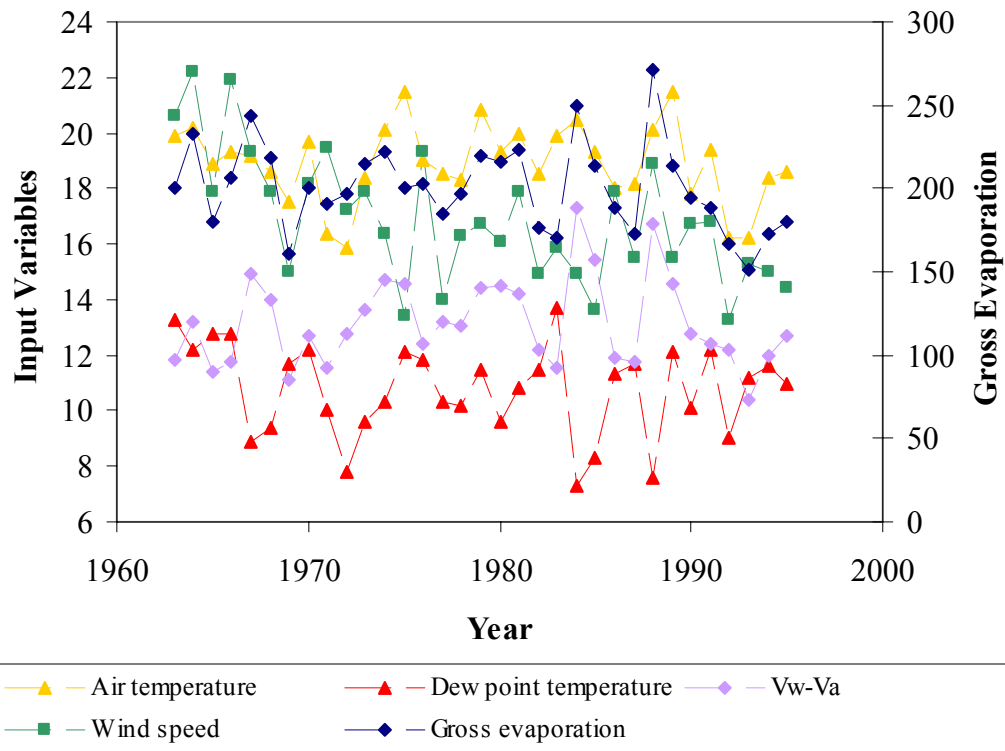 24 300
22 250
20
18 200
16 150
14
12 100
10 50
8
6 0
Input Variables
Gross Evaporation
1960 1970 1980 1990 2000
Year
Air temperature Dew point temperature Vw-Va
Wind speed Gross evaporation